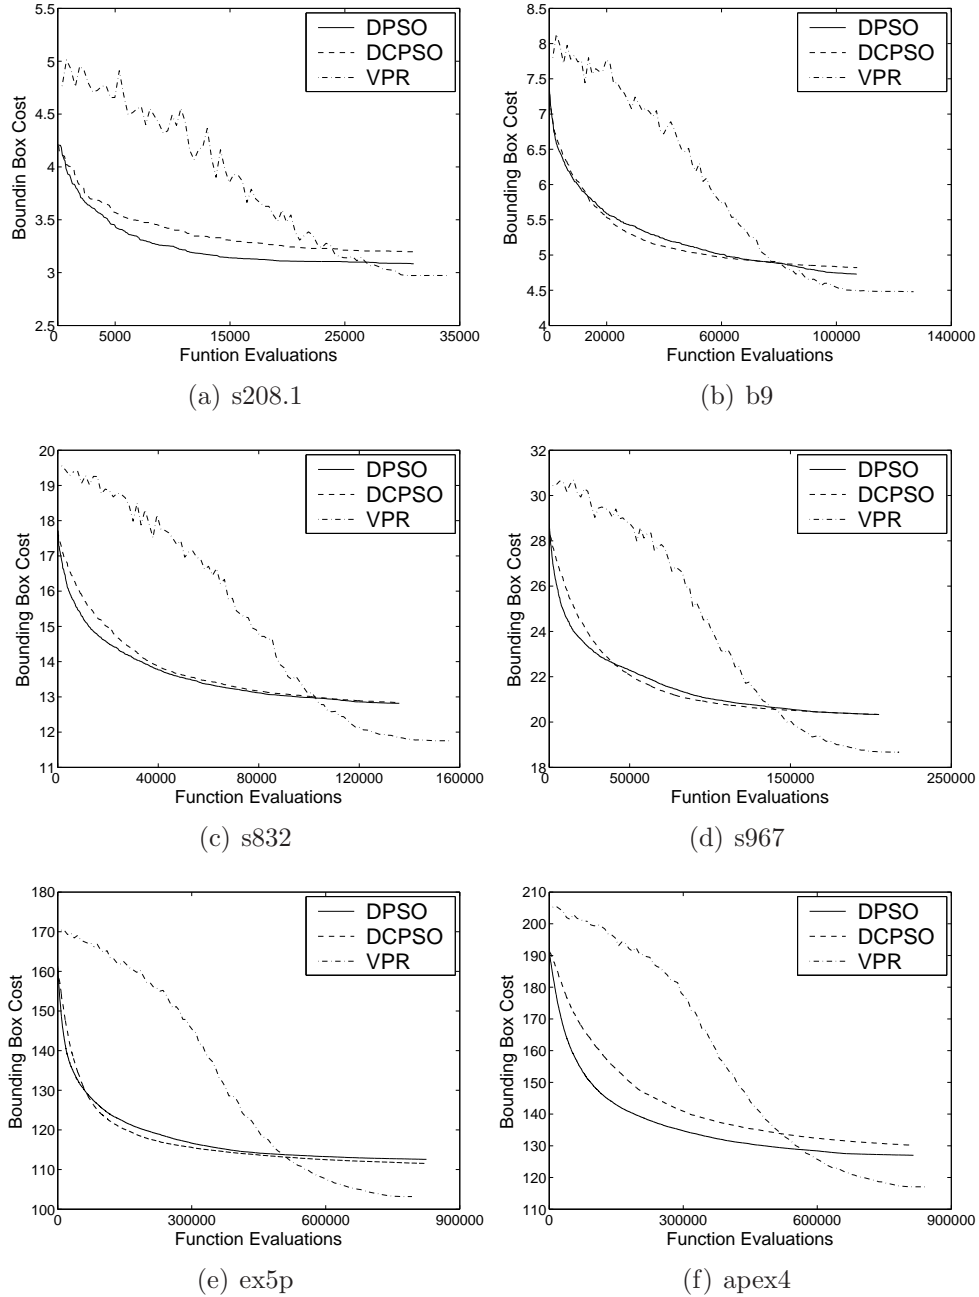 5.5
5
4.5
4
3.5
3
2.5
Boundin Box Cost
DPSO
DCPSO
VPR
0 5000 15000 25000 35000
Funtion Evaluations
(a) s208.1
8.5
8
7.5
7
6.5
6
5.5
5
4.5
4
Bounding Box Cost
DPSO
DCPSO
VPR
0 20000 60000 100000 140000
Function Evaluations
(b) b9
20
19
18
17
16
15
14
13
12
11
Bounding Box Cost
DPSO
DCPSO
VPR
0 40000 80000 120000 160000
Function Evaluations
(c) s832
32
30
28
26
24
22
20
18
Bounding Box Cost
DPSO
DCPSO
VPR
0 50000 150000 250000
Funtion Evaluations
(d) s967
180
170
160
150
140
130
120
110
100
Bounding Box Cost
DPSO
DCPSO
VPR
0 300000 600000 900000
Function Evaluations
(e) ex5p
210
200
190
180
170
160
150
140
130
120
110
Bounding Box Cost
DPSO
DCPSO
VPR
0 300000 600000 900000
Function Evaluations
(f) apex4